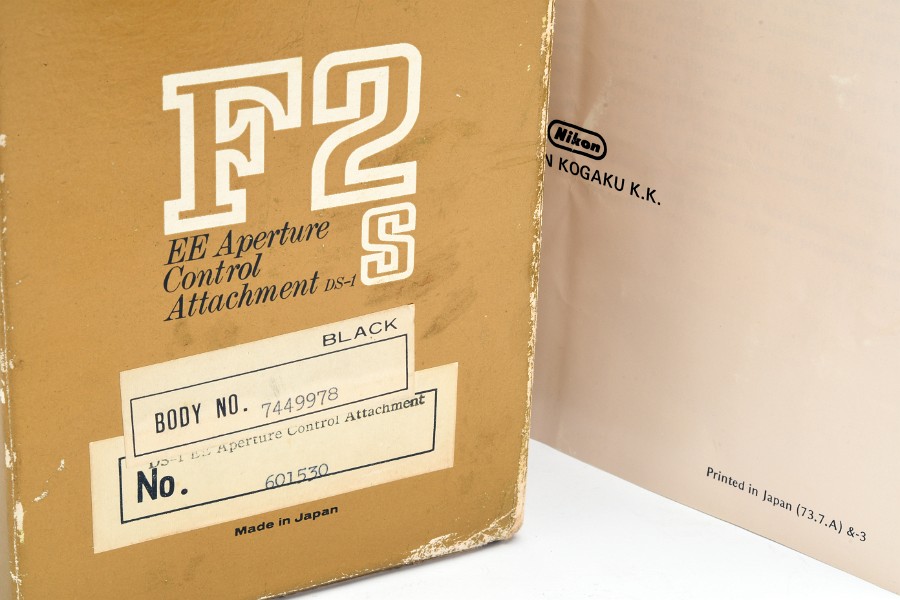 F2
S
EE Aperture
Control
Attachment DS-1
BLACK
BODY NO. 7449978
DS-1 EE Aperture Control Attachment
No. 601530
Made in Japan
Nikon
N KOGAKU K.K.
Printed in Japan (73.7.A) &-3